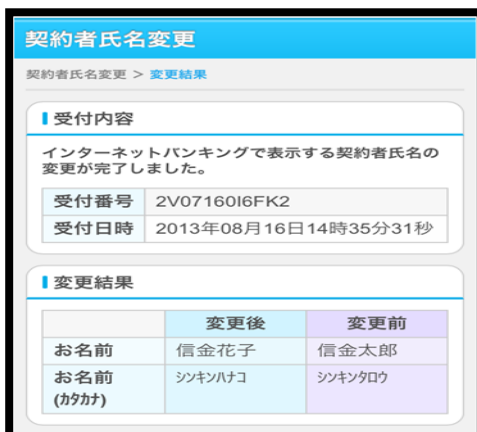 契約者氏名変更
契約者氏名変更 > 変更結果
受付内容
インターネットバンキングで表示する契約者氏名の
変更が完了しました。
受付番号 2V07160I6FK2
受付日時 2013年08月16日14時35分31秒
変更結果
変更後 変更前
お名前 信金花子 信金太郎
お名前 シンキンハナコ シンキンタロウ
(カタカナ)